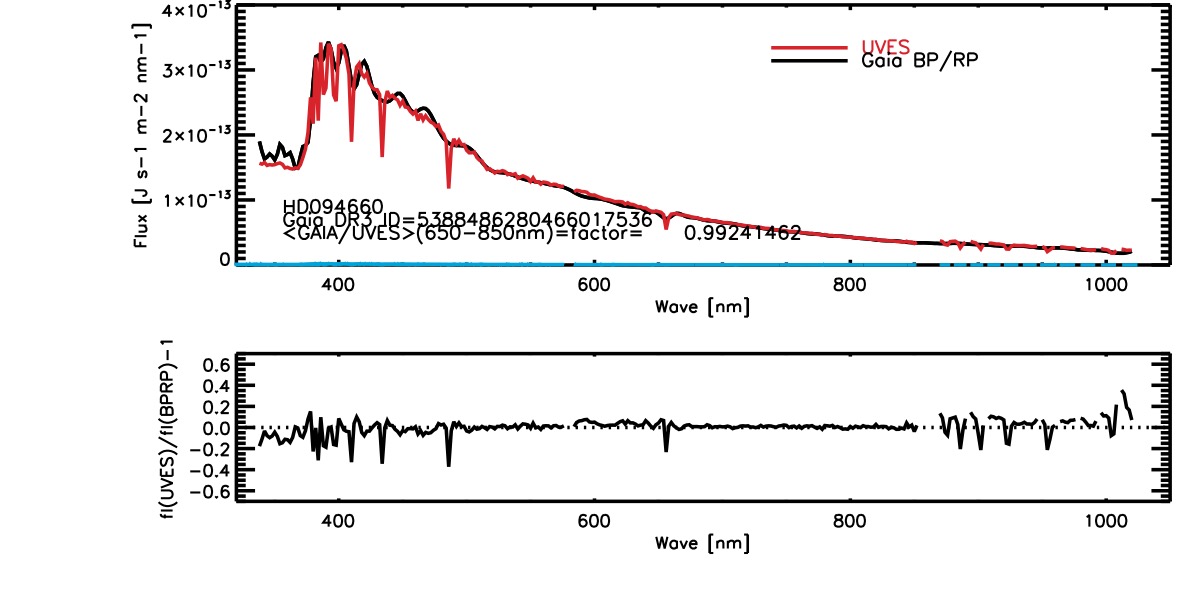 4×10−13
3×10−13
2×10−13
1×10−13
0
Flux [J s−1 m−2 nm−1]
UVES
Gaia BP/RP
HD094660
Gaia DR3 ID=5388486280466017536
<GAIA/UVES>(650−850nm)=factor= 0.99241462
400 600 800 1000
Wave [nm]
fl(UVES)/fl(BPRP)−1
0.6
0.4
0.2
0.0
−0.2
−0.4
−0.6
400 600 800 1000
Wave [nm]